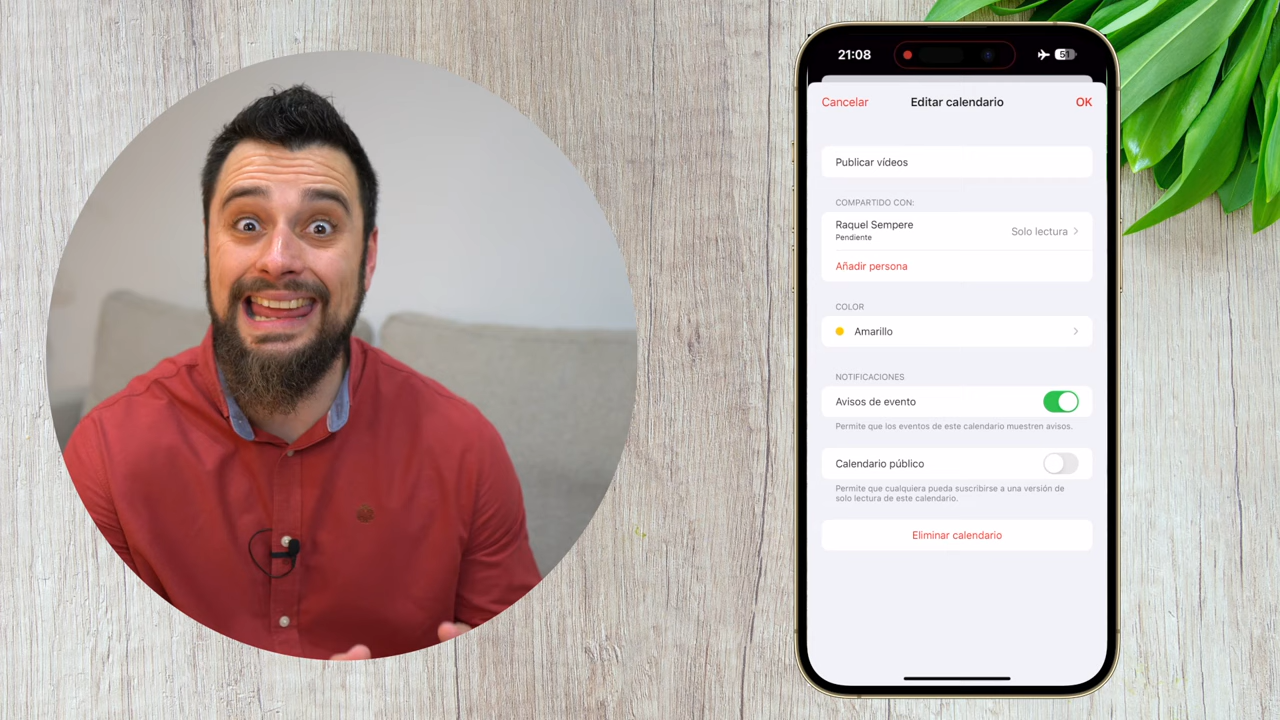 21:08
51
Cancelar
Editar calendario
OK
Publicar vídeos
COMPARTIDO CON:
Raquel Sempere
Pendiente
Solo lectura
Añadir persona
COLOR
Amarillo
NOTIFICACIONES
Avisos de evento
Permite que los eventos de este calendario muestren avisos.
Calendario público
Permite que cualquiera pueda suscribirse a una versión de
solo lectura de este calendario.
Eliminar calendario